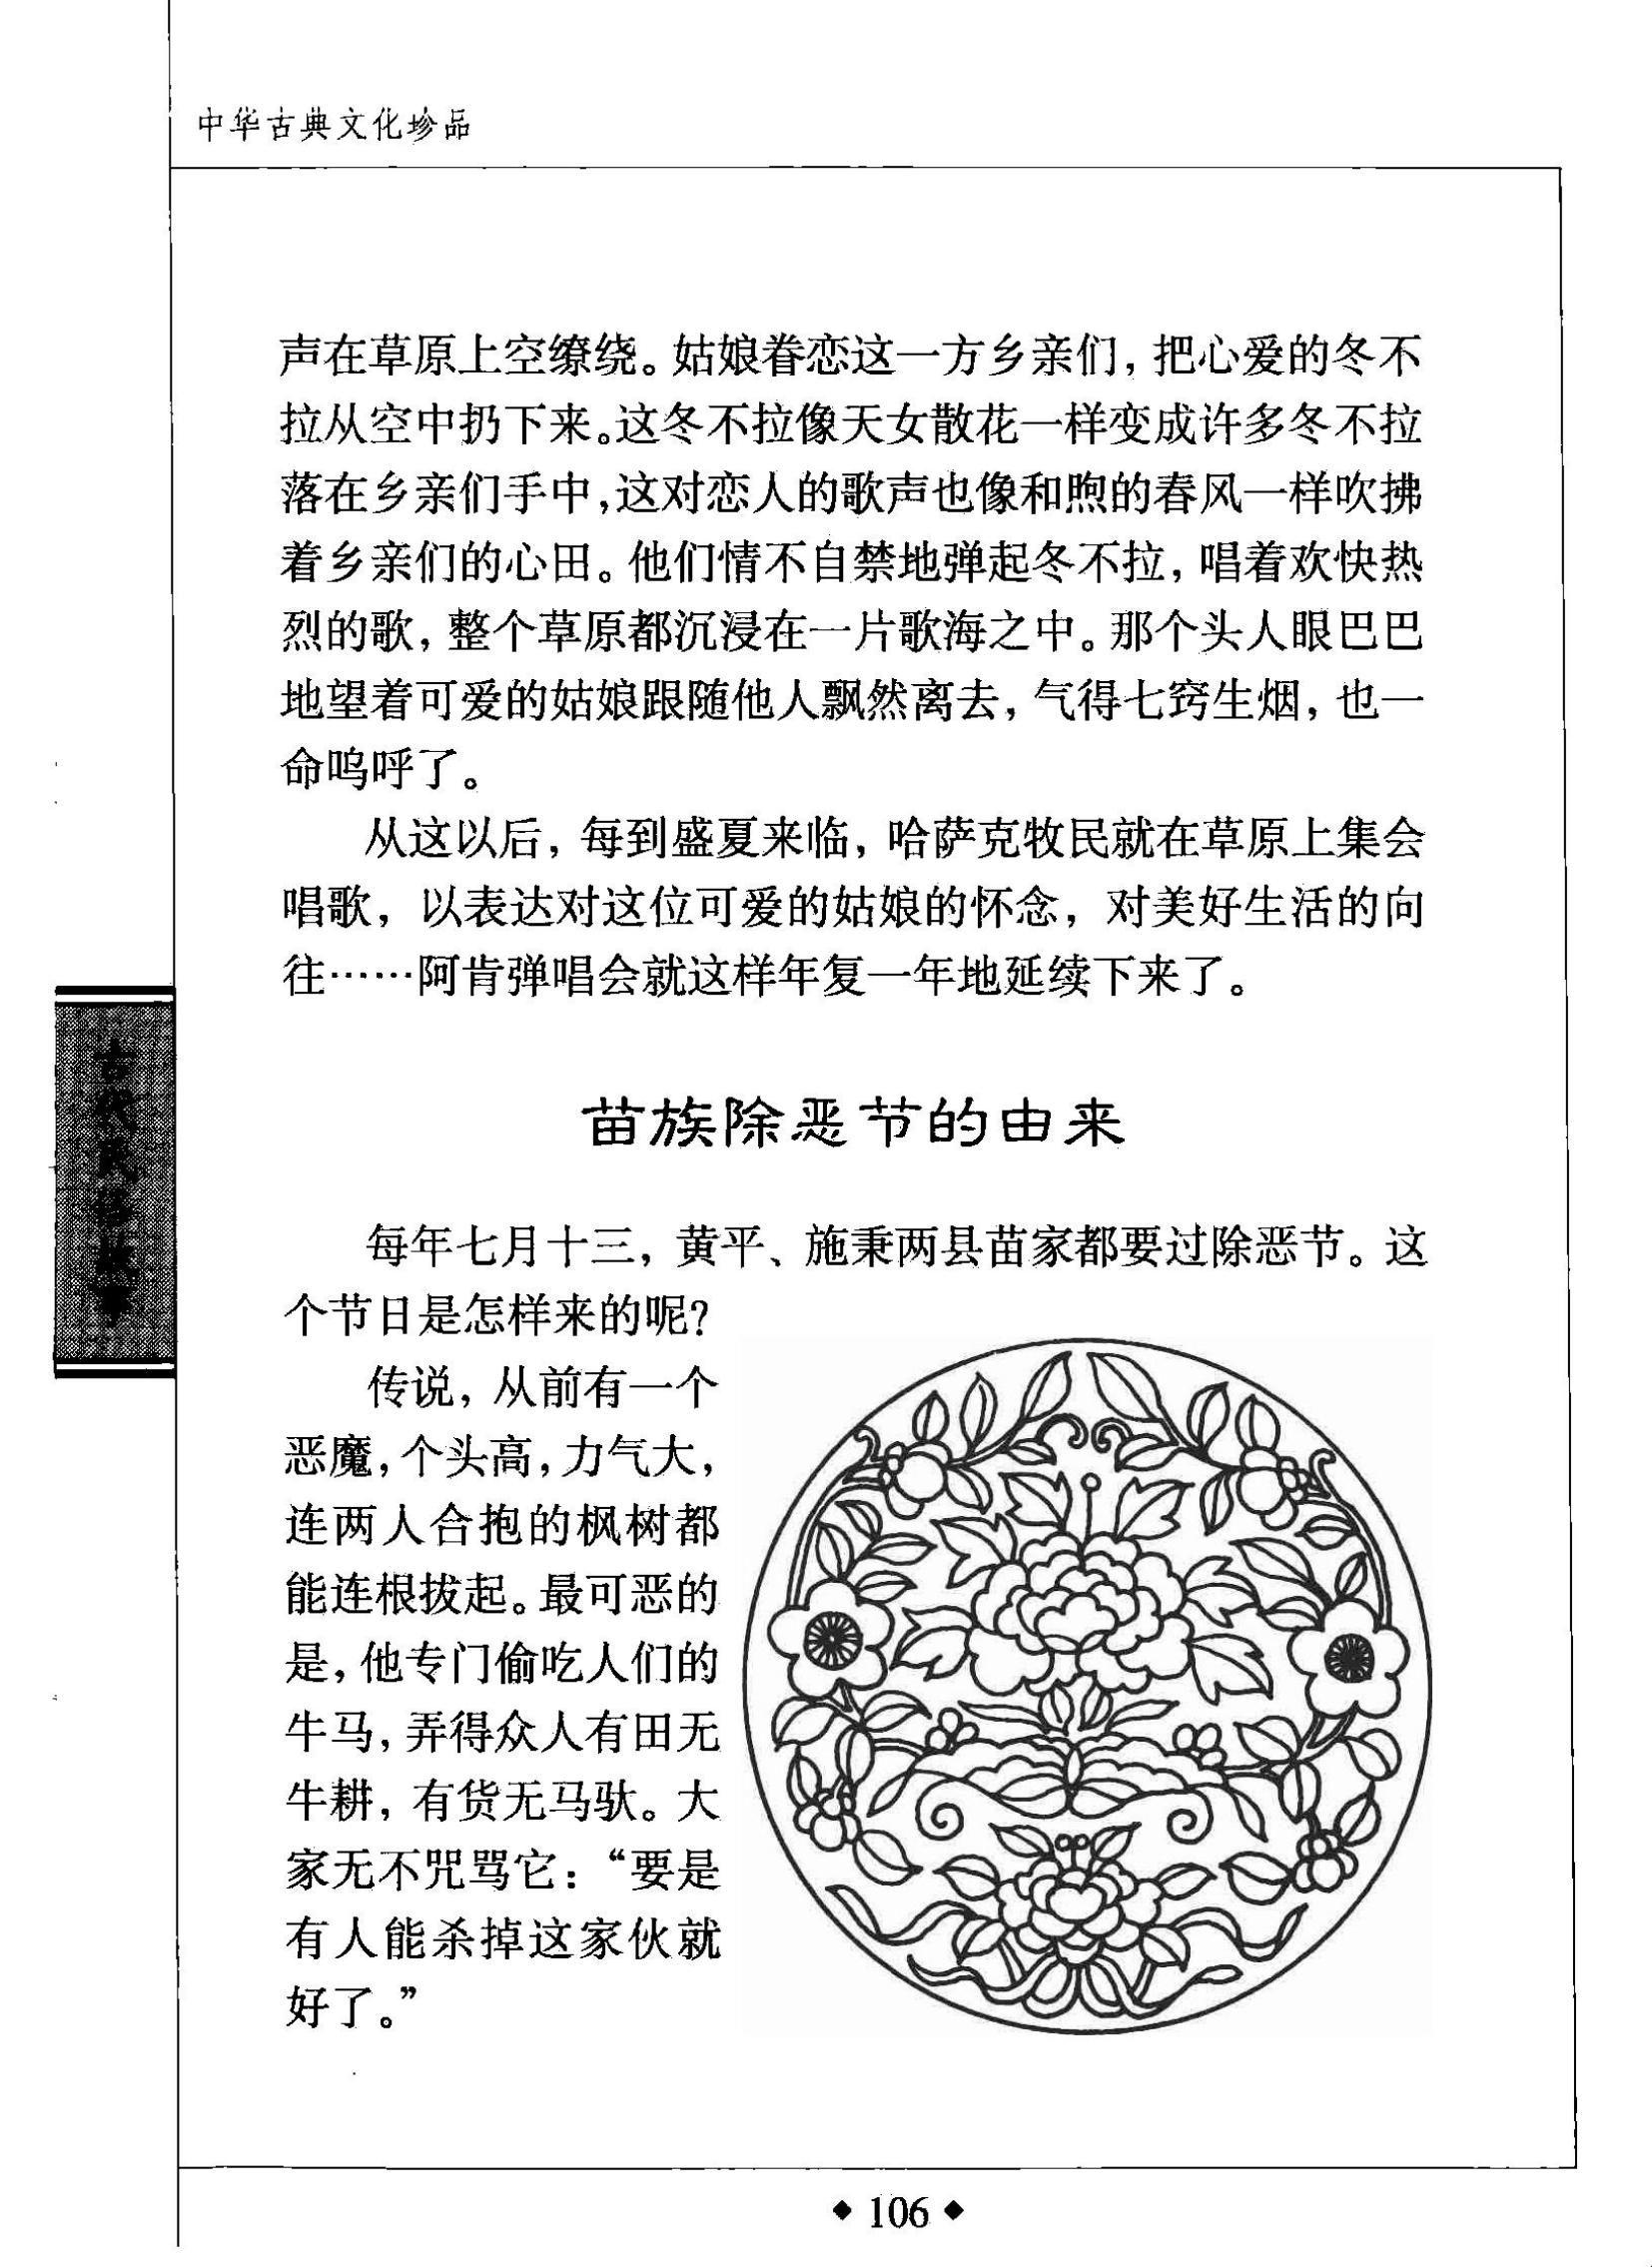 中华古典文化珍品
声在草原上空缭绕。姑娘眷恋这一方乡亲们，把心爱的冬不
拉从空中扔下来。这冬不拉像天女散花一样变成许多冬不拉
落在乡亲们手中，这对恋人的歌声也像和煦的春风一样吹拂
着乡亲们的心田。他们情不自禁地弹起冬不拉，唱着欢快热
烈的歌，整个草原都沉浸在一片歌海之中。那个头人眼巴巴
地望着可爱的姑娘跟随他人飘然离去，气得七窍生烟，也一
命呜呼了。
从这以后，每到盛夏来临，哈萨克牧民就在草原上集会
唱歌，以表达对这位可爱的姑娘的怀念，对美好生活的向
往……阿肯弹唱会就这样年复一年地延续下来了。
古代民俗故事
苗族除恶节的由来
每年七月十三，黄平、施秉两县苗家都要过除恶节。这
个节日是怎样来的呢？
传说，从前有一个
恶魔，个头高，力气大，
连两人合抱的枫树都
能连根拔起。最可恶的
是，他专门偷吃人们的
牛马，弄得众人有田无
牛耕，有货无马驮。大
家无不咒骂它：“要是
有人能杀掉这家伙就
好了。”
◆ 106 ◆